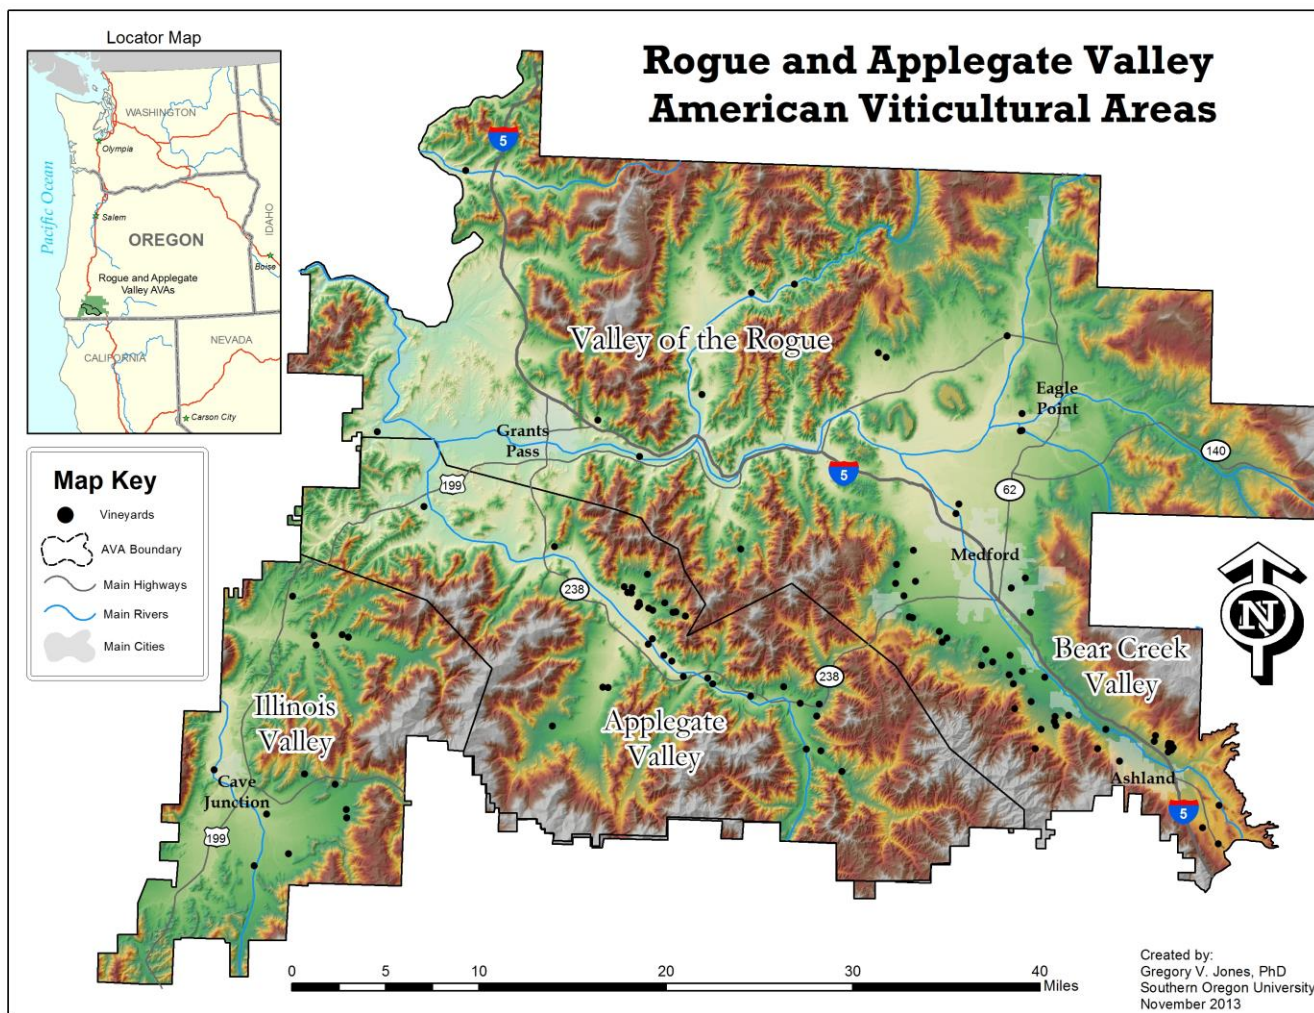 Locator Map
WASHINGTON
Olympia
Pacific Ocean
Salem
OREGON
IDAHO
Boise
Rogue and Applegate
Valley AVAs
NEVADA
CALIFORNIA
Carson City
Map Key
Vineyards
AVA Boundary
Main Highways
Main Rivers
Main Cities
Rogue and Applegate Valley
American Viticultural Areas
5
Valley of the Rogue
Eagle
Point
Grants
Pass
199
5
140
62
Medford
238
N
Bear Creek
Valley
238
Illinois
Valley
Applegate
Valley
Cave
Junction
Ashland
199
5
0 5 10 20 30 40
Miles
Created by:
Gregory V. Jones, PhD
Southern Oregon University
November 2013